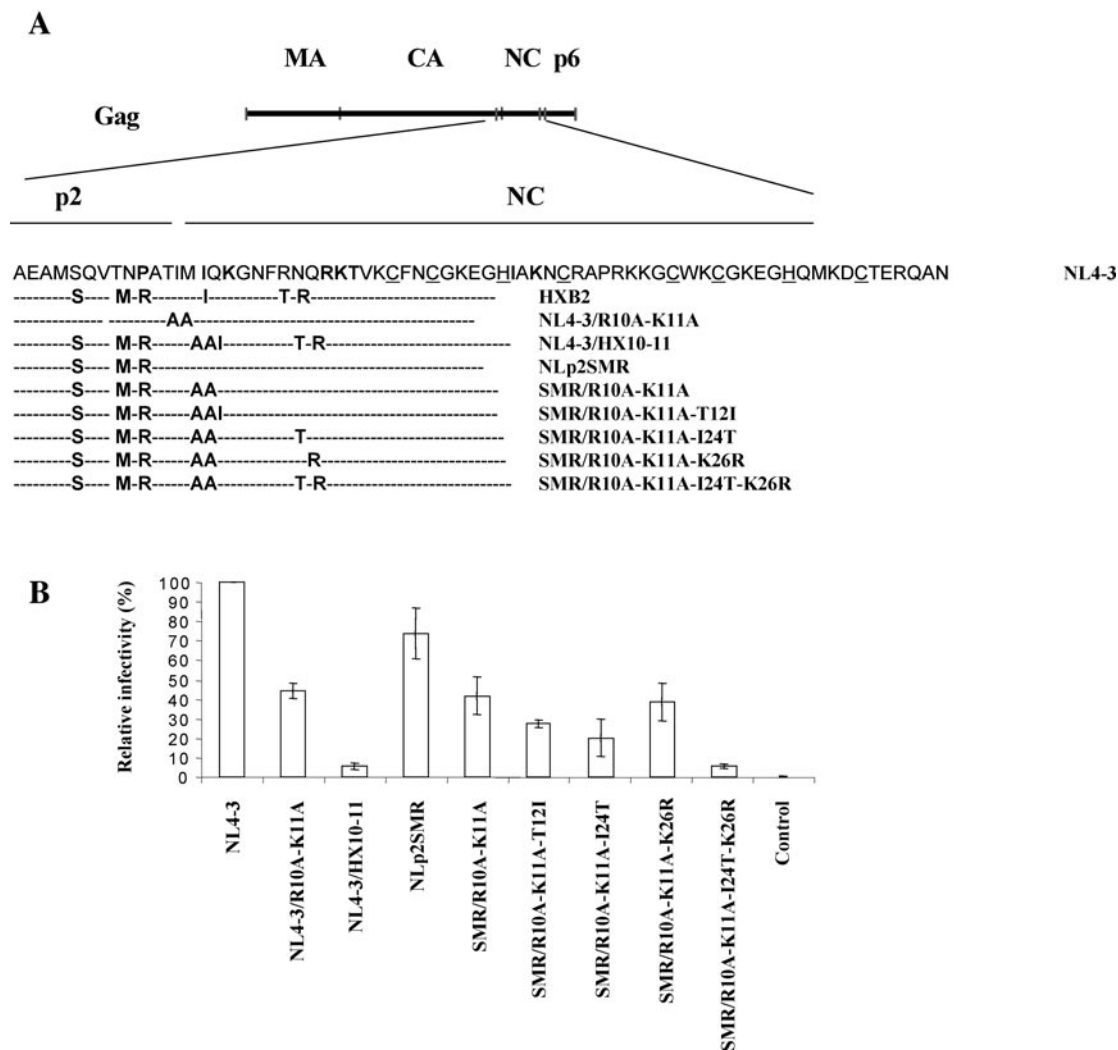 A
MA CA NC p6
Gag
p2 NC
AEAMSQVTNPATIM IQKGNFRNQRKTVKCFNCGKEGHIAKNCRAPRKKGCWKCGKEGHQMKDCTERQAN NL4-3
----------S---- M-R--------I----------T-R-------------------------- HXB2
-------------- ---------AA------------------------------- NL4-3/R10A-K11A
----------S---- M-R------AAI----------T-R-------------------------- NL4-3/HX10-11
----------S---- M-R----------------------------------------------- NLp2SMR
----------S---- M-R------AA--------------------------------------- SMR/R10A-K11A
----------S---- M-R------AAI-------------------------------------- SMR/R10A-K11A-T12I
----------S---- M-R------AA-----------T---------------------------- SMR/R10A-K11A-I24T
----------S---- M-R------AA-------------R-------------------------- SMR/R10A-K11A-K26R
----------S---- M-R------AA-----------T-R-------------------------- SMR/R10A-K11A-I24T-K26R
B
Relative infectivity (%)
100
90
80
70
60
50
40
30
20
10
0
NL4-3
NL4-3/R10A-K11A
NL4-3/HX10-11
NLp2SMR
SMR/R10A-K11A
SMR/R10A-K11A-T12I
SMR/R10A-K11A-I24T
SMR/R10A-K11A-K26R
SMR/R10A-K11A-I24T-K26R
Control